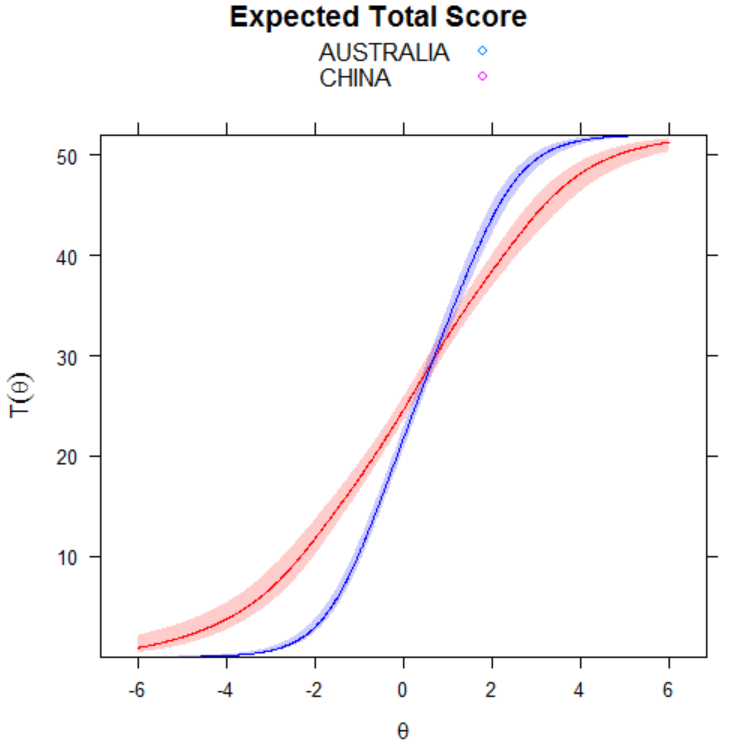 Expected Total Score
AUSTRALIA
CHINA
50
40
30
20
10
T(θ)
-6 -4 -2 0 2 4 6
θ